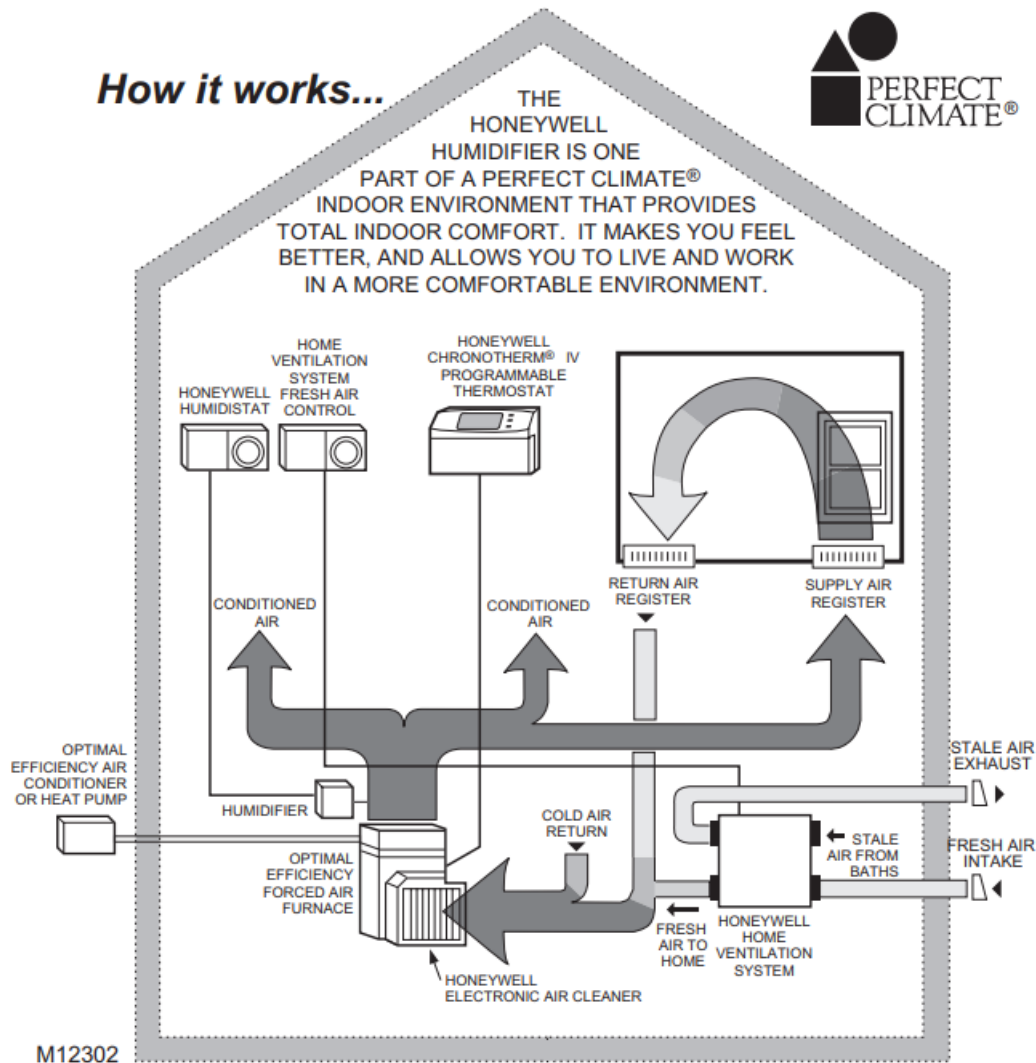 How it works...
PERFECT
CLIMATE®
THE
HONEYWELL
HUMIDIFIER IS ONE
PART OF A PERFECT CLIMATE®
INDOOR ENVIRONMENT THAT PROVIDES
TOTAL INDOOR COMFORT. IT MAKES YOU FEEL
BETTER, AND ALLOWS YOU TO LIVE AND WORK
IN A MORE COMFORTABLE ENVIRONMENT.
HONEYWELL
HUMIDISTAT
HOME
VENTILATION
SYSTEM
FRESH AIR
CONTROL
HONEYWELL
CHRONOTHERM® IV
PROGRAMMABLE
THERMOSTAT
RETURN AIR
REGISTER
SUPPLY AIR
REGISTER
CONDITIONED
AIR
CONDITIONED
AIR
OPTIMAL
EFFICIENCY AIR
CONDITIONER
OR HEAT PUMP
HUMIDIFIER
OPTIMAL
EFFICIENCY
FORCED AIR
FURNACE
COLD AIR
RETURN
STALE AIR
EXHAUST
STALE
AIR FROM
BATHS
FRESH AIR
INTAKE
FRESH
AIR TO
HOME
HONEYWELL
HOME
VENTILATION
SYSTEM
HONEYWELL
ELECTRONIC AIR CLEANER
M12302